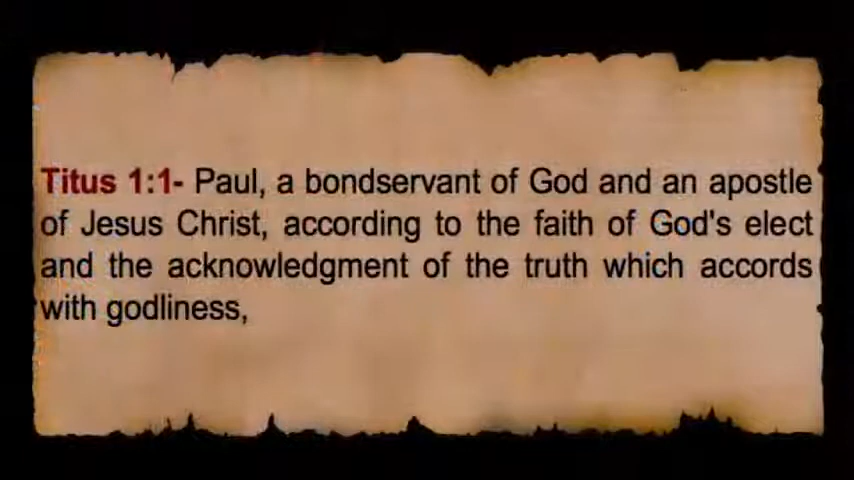 Titus 1:1- Paul, a bondservant of God and an apostle
of Jesus Christ, according to the faith of God's elect
and the acknowledgment of the truth which accords
with godliness,